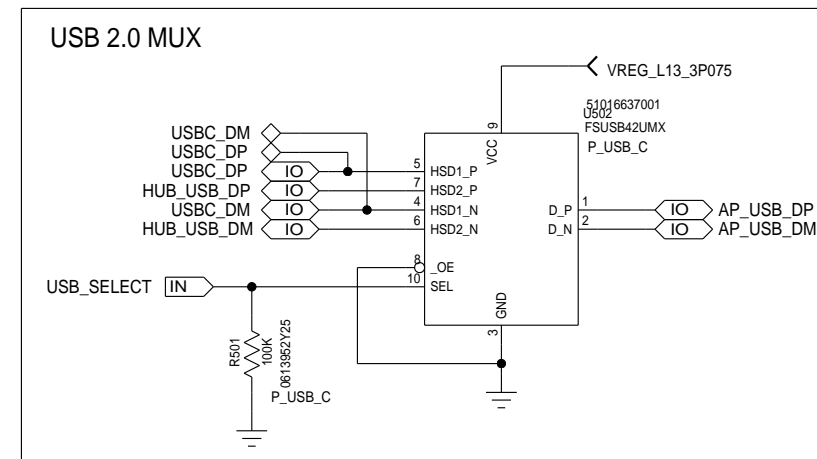 USB 2.0 MUX
VREG_L13_3P075
51016637001
U502
FSUSB42UMX
P_USB_C
9
VCC
USBC_DM
USBC_DP
USBC_DP IO 5 HSD1_P
HUB_USB_DP IO 7 HSD2_P
USBC_DM IO 4 HSD1_N D_P 1 IO AP_USB_DP
HUB_USB_DM IO 6 HSD2_N D_N 2 IO AP_USB_DM
8 _OE
USB_SELECT IN 10 SEL
GND
3
R501
100K
0613952Y25
P_USB_C